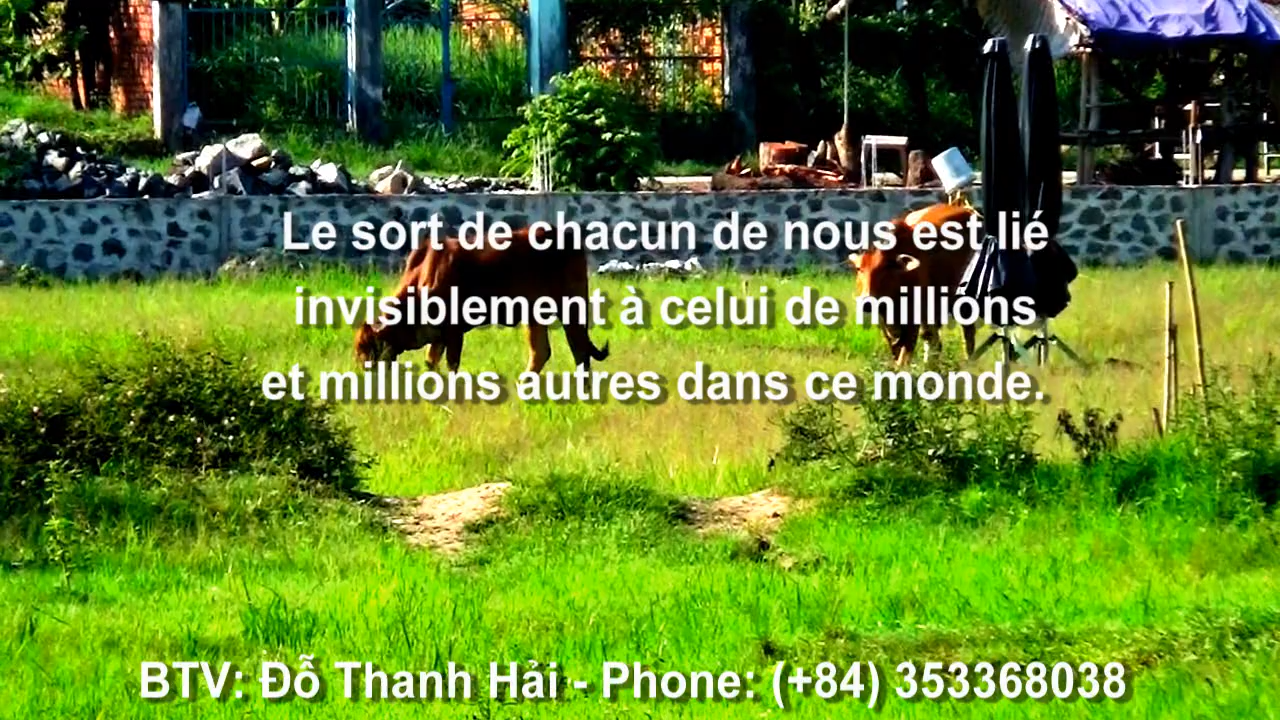 Le sort de chacun de nous est lié
invisiblement à celui de millions
et millions autres dans ce monde.
BTV: Đỗ Thanh Hải - Phone: (+84) 353368038